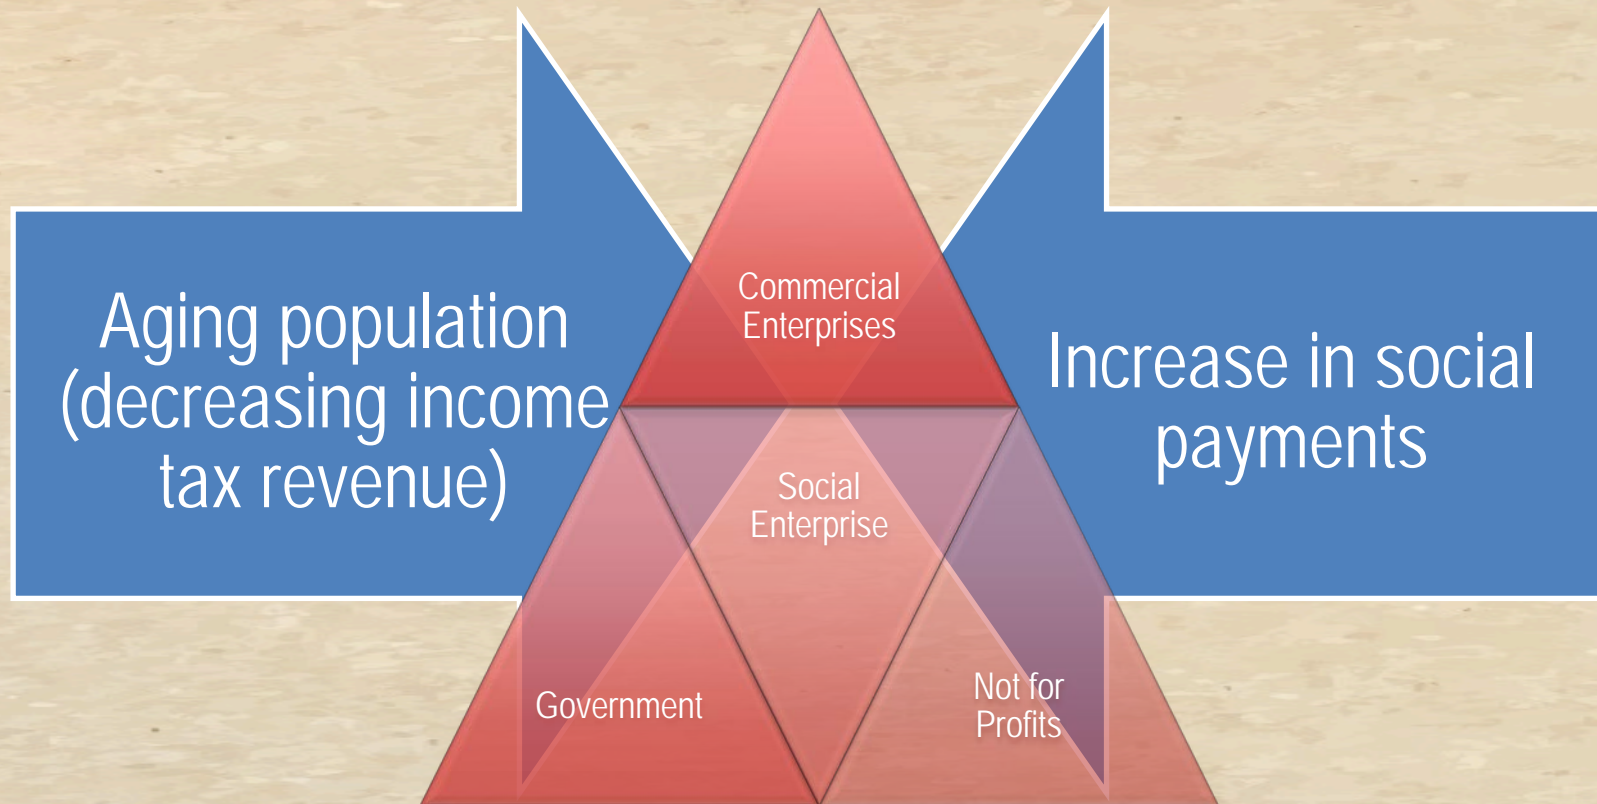 Aging population
(decreasing income
tax revenue)
Commercial
Enterprises
Increase in social
payments
Social
Enterprise
Government
Not for
Profits